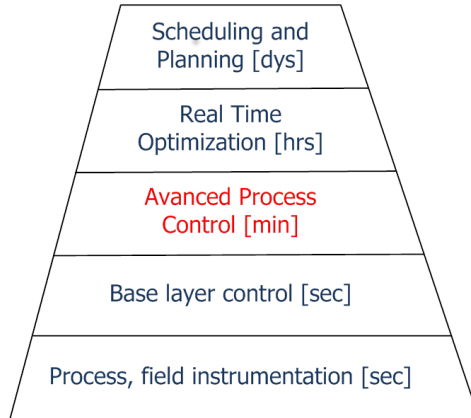 Scheduling and
Planning [dys]
Real Time
Optimization [hrs]
Avanced Process
Control [min]
Base layer control [sec]
Process, field instrumentation [sec]